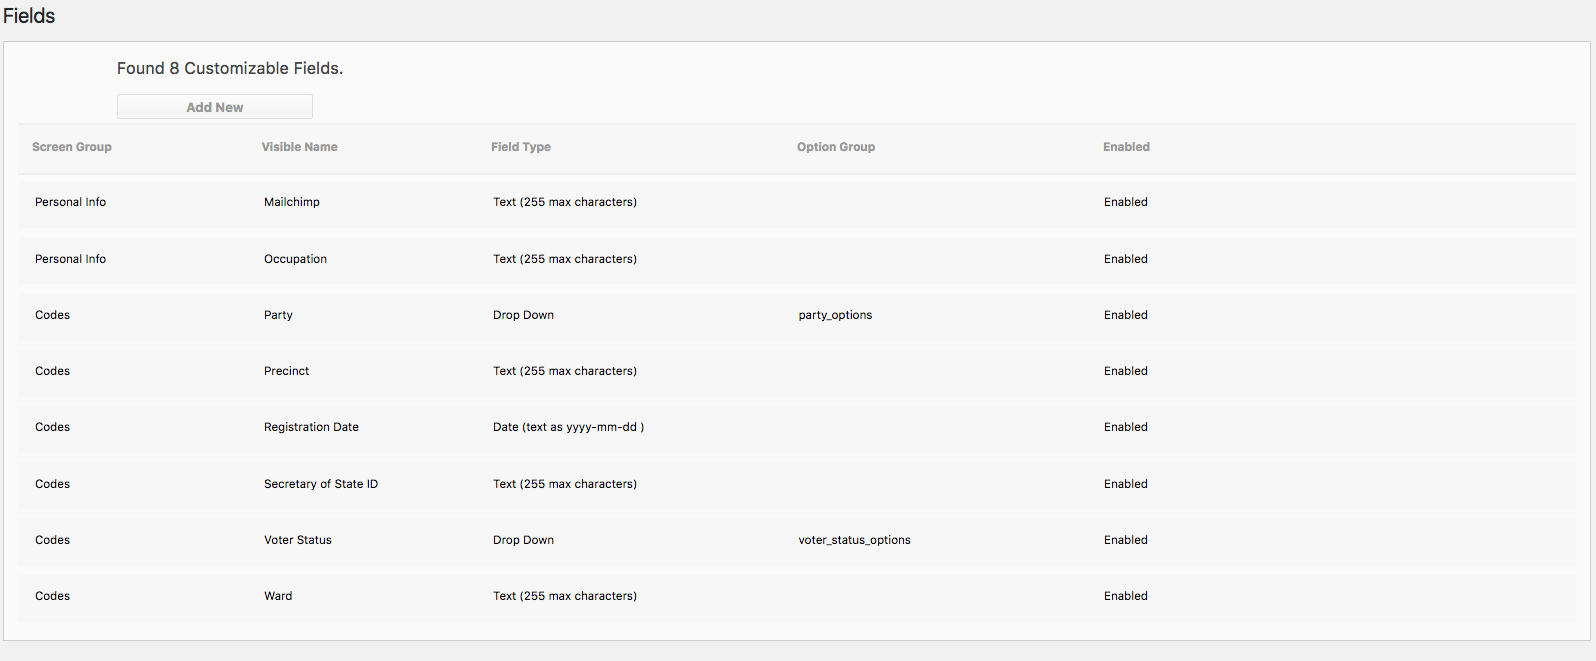 Fields
Found 8 Customizable Fields.
Add New
Screen Group Visible Name Field Type Option Group Enabled
Personal Info Mailchimp Text (255 max characters) Enabled
Personal Info Occupation Text (255 max characters) Enabled
Codes Party Drop Down party_options Enabled
Codes Precinct Text (255 max characters) Enabled
Codes Registration Date Date (text as yyyy-mm-dd ) Enabled
Codes Secretary of State ID Text (255 max characters) Enabled
Codes Voter Status Drop Down voter_status_options Enabled
Codes Ward Text (255 max characters) Enabled